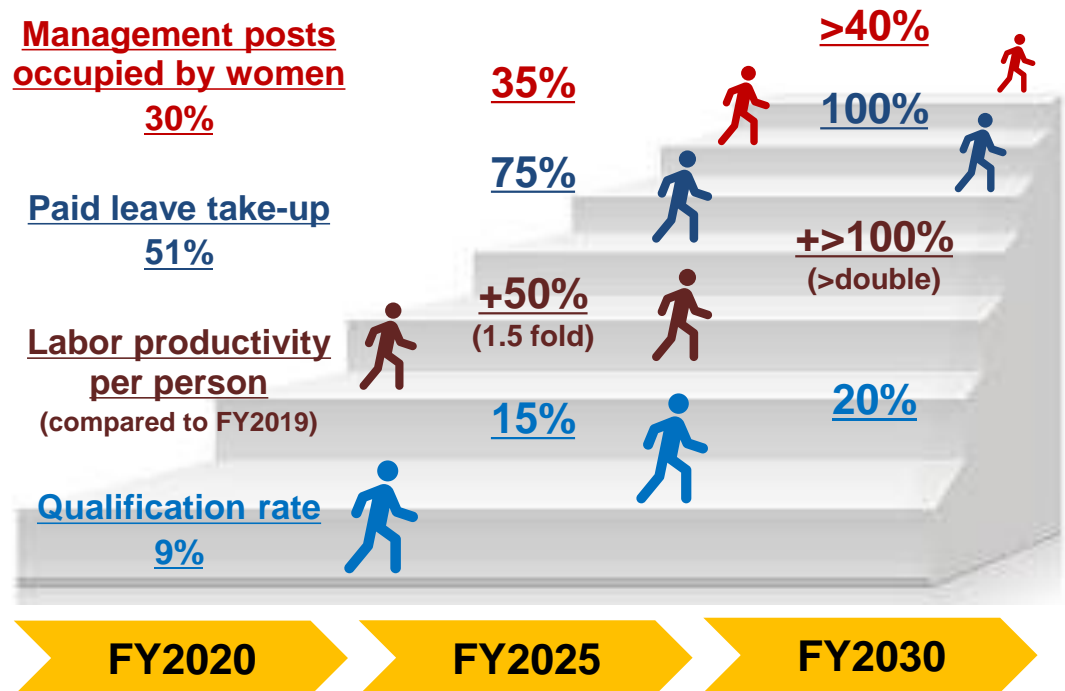 Management posts
occupied by women
30%
35%
>40%
Paid leave take-up
51%
75%
100%
Labor productivity
per person
(compared to FY2019)
+50%
(1.5 fold)
+>100%
(>double)
Qualification rate
9%
15%
20%
FY2020
FY2025
FY2030